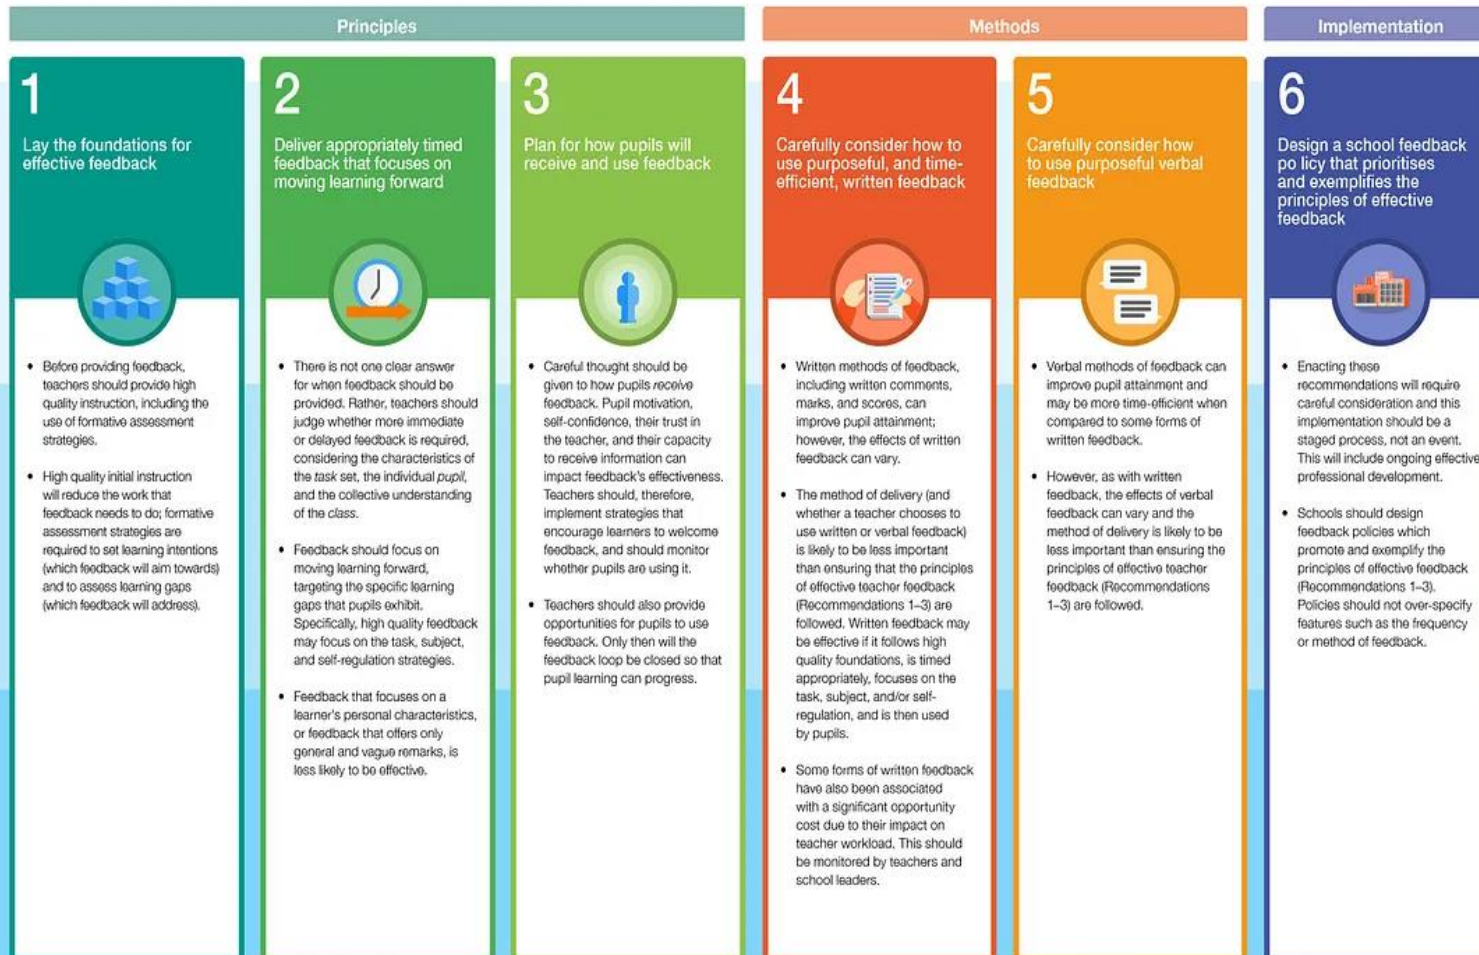 Principles
Methods
Implementation
1
Lay the foundations for
effective feedback
• Before providing feedback,
teachers should provide high
quality instruction, including the
use of formative assessment
strategies.
• High quality initial instruction
will reduce the work that
feedback needs to do; formative
assessment strategies are
required to set learning intentions
(which feedback will aim towards)
and to assess learning gaps
(which feedback will address).
2
Deliver appropriately timed
feedback that focuses on
moving learning forward
• There is not one clear answer
for when feedback should be
provided. Rather, teachers should
judge whether more immediate
or delayed feedback is required,
considering the characteristics of
the task set, the individual pupil,
and the collective understanding
of the class.
• Feedback should focus on
moving learning forward,
targeting the specific learning
gaps that pupils exhibit.
Specifically, high quality feedback
may focus on the task, subject,
and self-regulation strategies.
• Feedback that focuses on a
learner's personal characteristics,
or feedback that offers only
general and vague remarks, is
less likely to be effective.
3
Plan for how pupils will
receive and use feedback
• Careful thought should be
given to how pupils receive
feedback. Pupil motivation,
self-confidence, their trust in
the teacher, and their capacity
to receive information can
impact feedback's effectiveness.
Teachers should, therefore,
implement strategies that
encourage learners to welcome
feedback, and should monitor
whether pupils are using it.
• Teachers should also provide
opportunities for pupils to use
feedback. Only then will the
feedback loop be closed so that
pupil learning can progress.
4
Carefully consider how to
use purposeful, and time-
efficient, written feedback
• Written methods of feedback,
including written comments,
marks, and scores, can
improve pupil attainment;
however, the effects of written
feedback can vary.
• The method of delivery (and
whether a teacher chooses to
use written or verbal feedback)
is likely to be less important
than ensuring that the principles
of effective teacher feedback
(Recommendations 1–3) are
followed. Written feedback may
be effective if it follows high
quality foundations, is timed
appropriately, focuses on the
task, subject, and/or self-
regulation, and is then used
by pupils.
• Some forms of written feedback
have also been associated
with a significant opportunity
cost due to their impact on
teacher workload. This should
be monitored by teachers and
school leaders.
5
Carefully consider how
to use purposeful verbal
feedback
• Verbal methods of feedback can
improve pupil attainment and
may be more time-efficient when
compared to some forms of
written feedback.
• However, as with written
feedback, the effects of verbal
feedback can vary and the
method of delivery is likely to be
less important than ensuring the
principles of effective teacher
feedback (Recommendations
1–3) are followed.
6
Design a school feedback
po licy that prioritises
and exemplifies the
principles of effective
feedback
• Enacting these
recommendations will require
careful consideration and this
implementation should be a
staged process, not an event.
This will include ongoing effective
professional development.
• Schools should design
feedback policies which
promote and exemplify the
principles of effective feedback
(Recommendations 1–3).
Policies should not over-specify
features such as the frequency
or method of feedback.